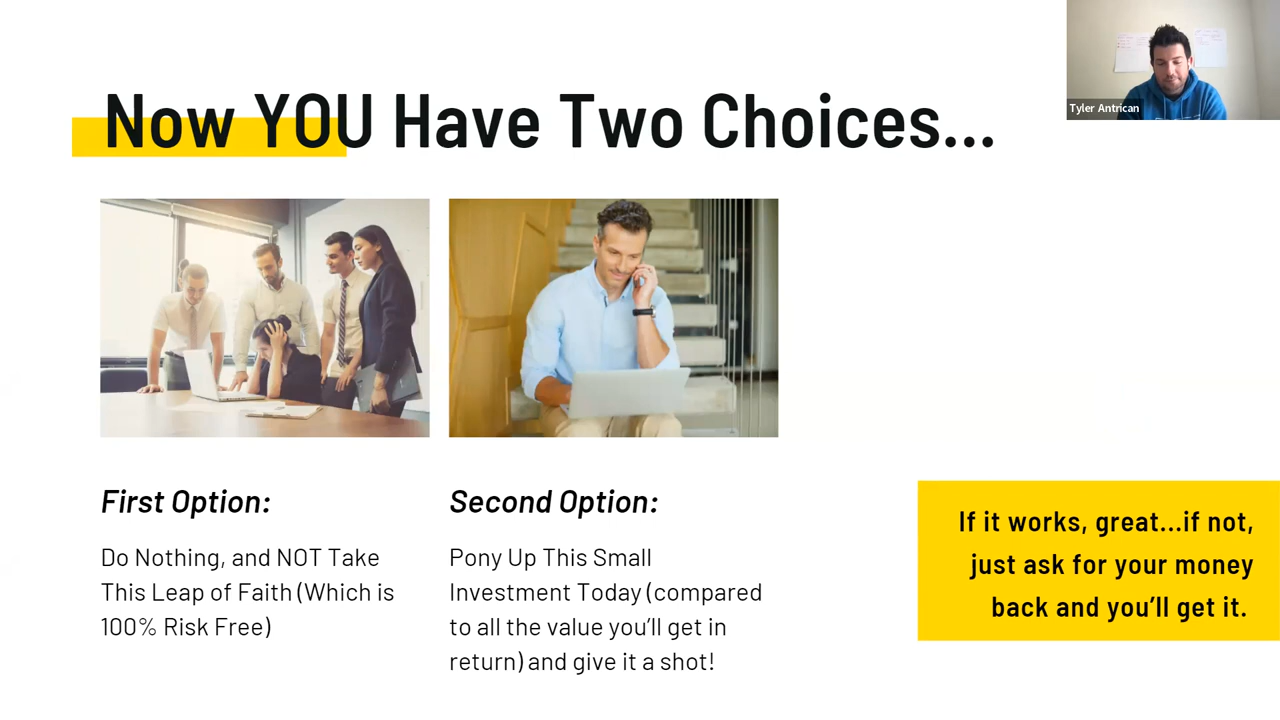 Now YOU Have Two Choices...
Tyler Antrican
First Option:
Do Nothing, and NOT Take
This Leap of Faith (Which is
100% Risk Free)
Second Option:
Pony Up This Small
Investment Today (compared
to all the value you'll get in
return) and give it a shot!
If it works, great...if not,
just ask for your money
back and you'll get it.